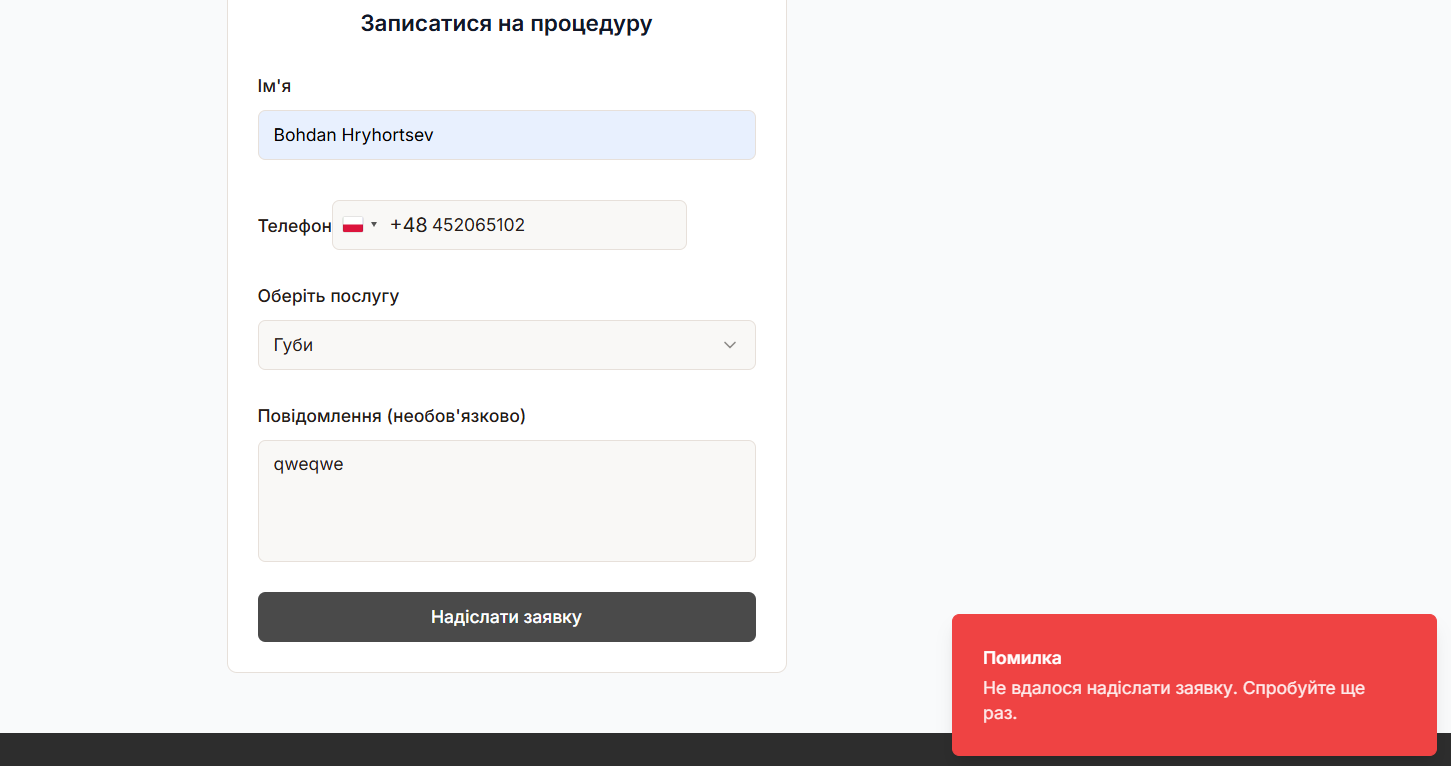 Записатися на процедуру
Ім'я
Bohdan Hryhortsev
Телефон +48 452065102
Оберіть послугу
Губи
Повідомлення (необов'язково)
qweqwe
Надіслати заявку
Помилка
Не вдалося надіслати заявку. Спробуйте ще
раз.